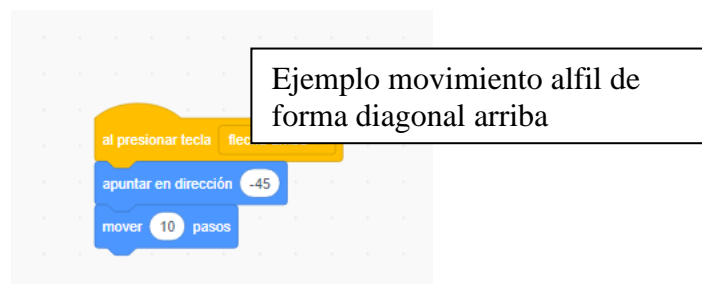 Ejemplo movimiento alfil de
forma diagonal arriba
al presionar tecla
apuntar en dirección -45
mover 10 pasos